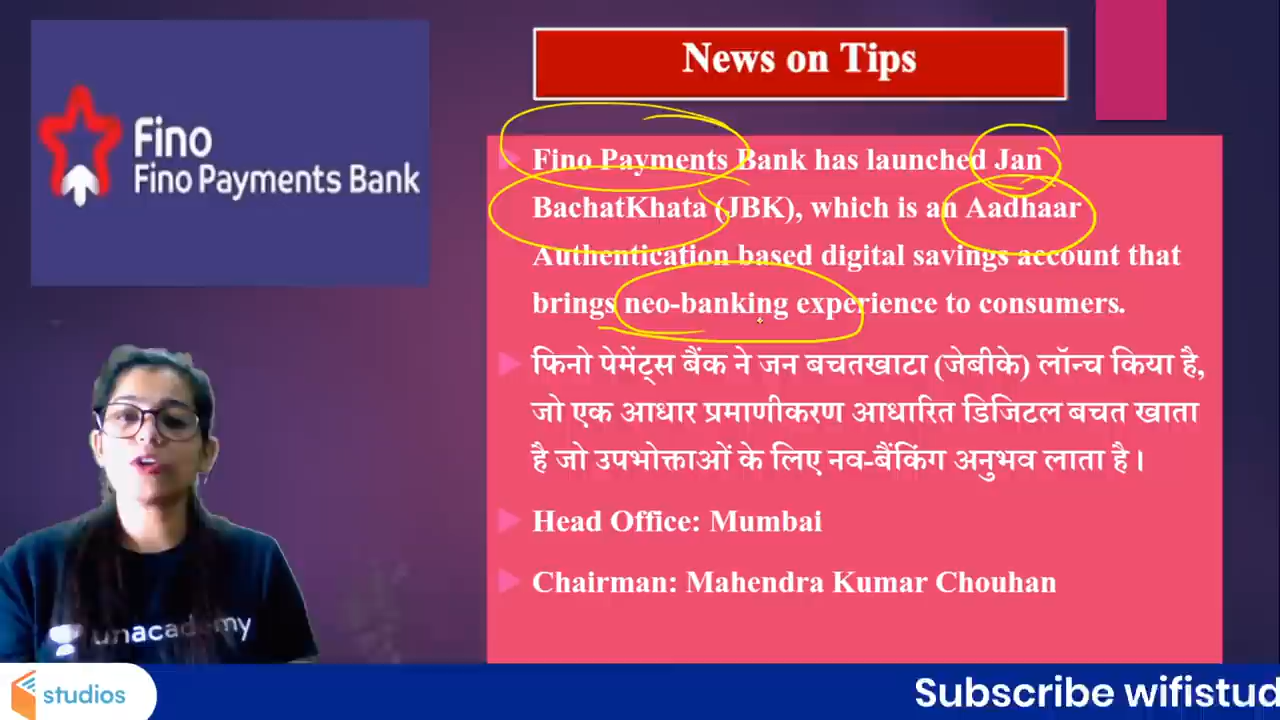 News on Tips
Fino
Fino Payments Bank
Fino Payments Bank has launched Jan
BachatKhata (JBK), which is an Aadhaar
Authentication based digital savings account that
brings neo-banking experience to consumers.
फिनो पेमेंट्स बैंक ने जन बचतखाटा (जेबीके) लॉन्च किया है,
जो एक आधार प्रमाणीकरण आधारित डिजिटल बचत खाता
है जो उपभोक्ताओं के लिए नव-बैंकिंग अनुभव लाता है।
Head Office: Mumbai
Chairman: Mahendra Kumar Chouhan
unacademy
studios
Subscribe wifistud